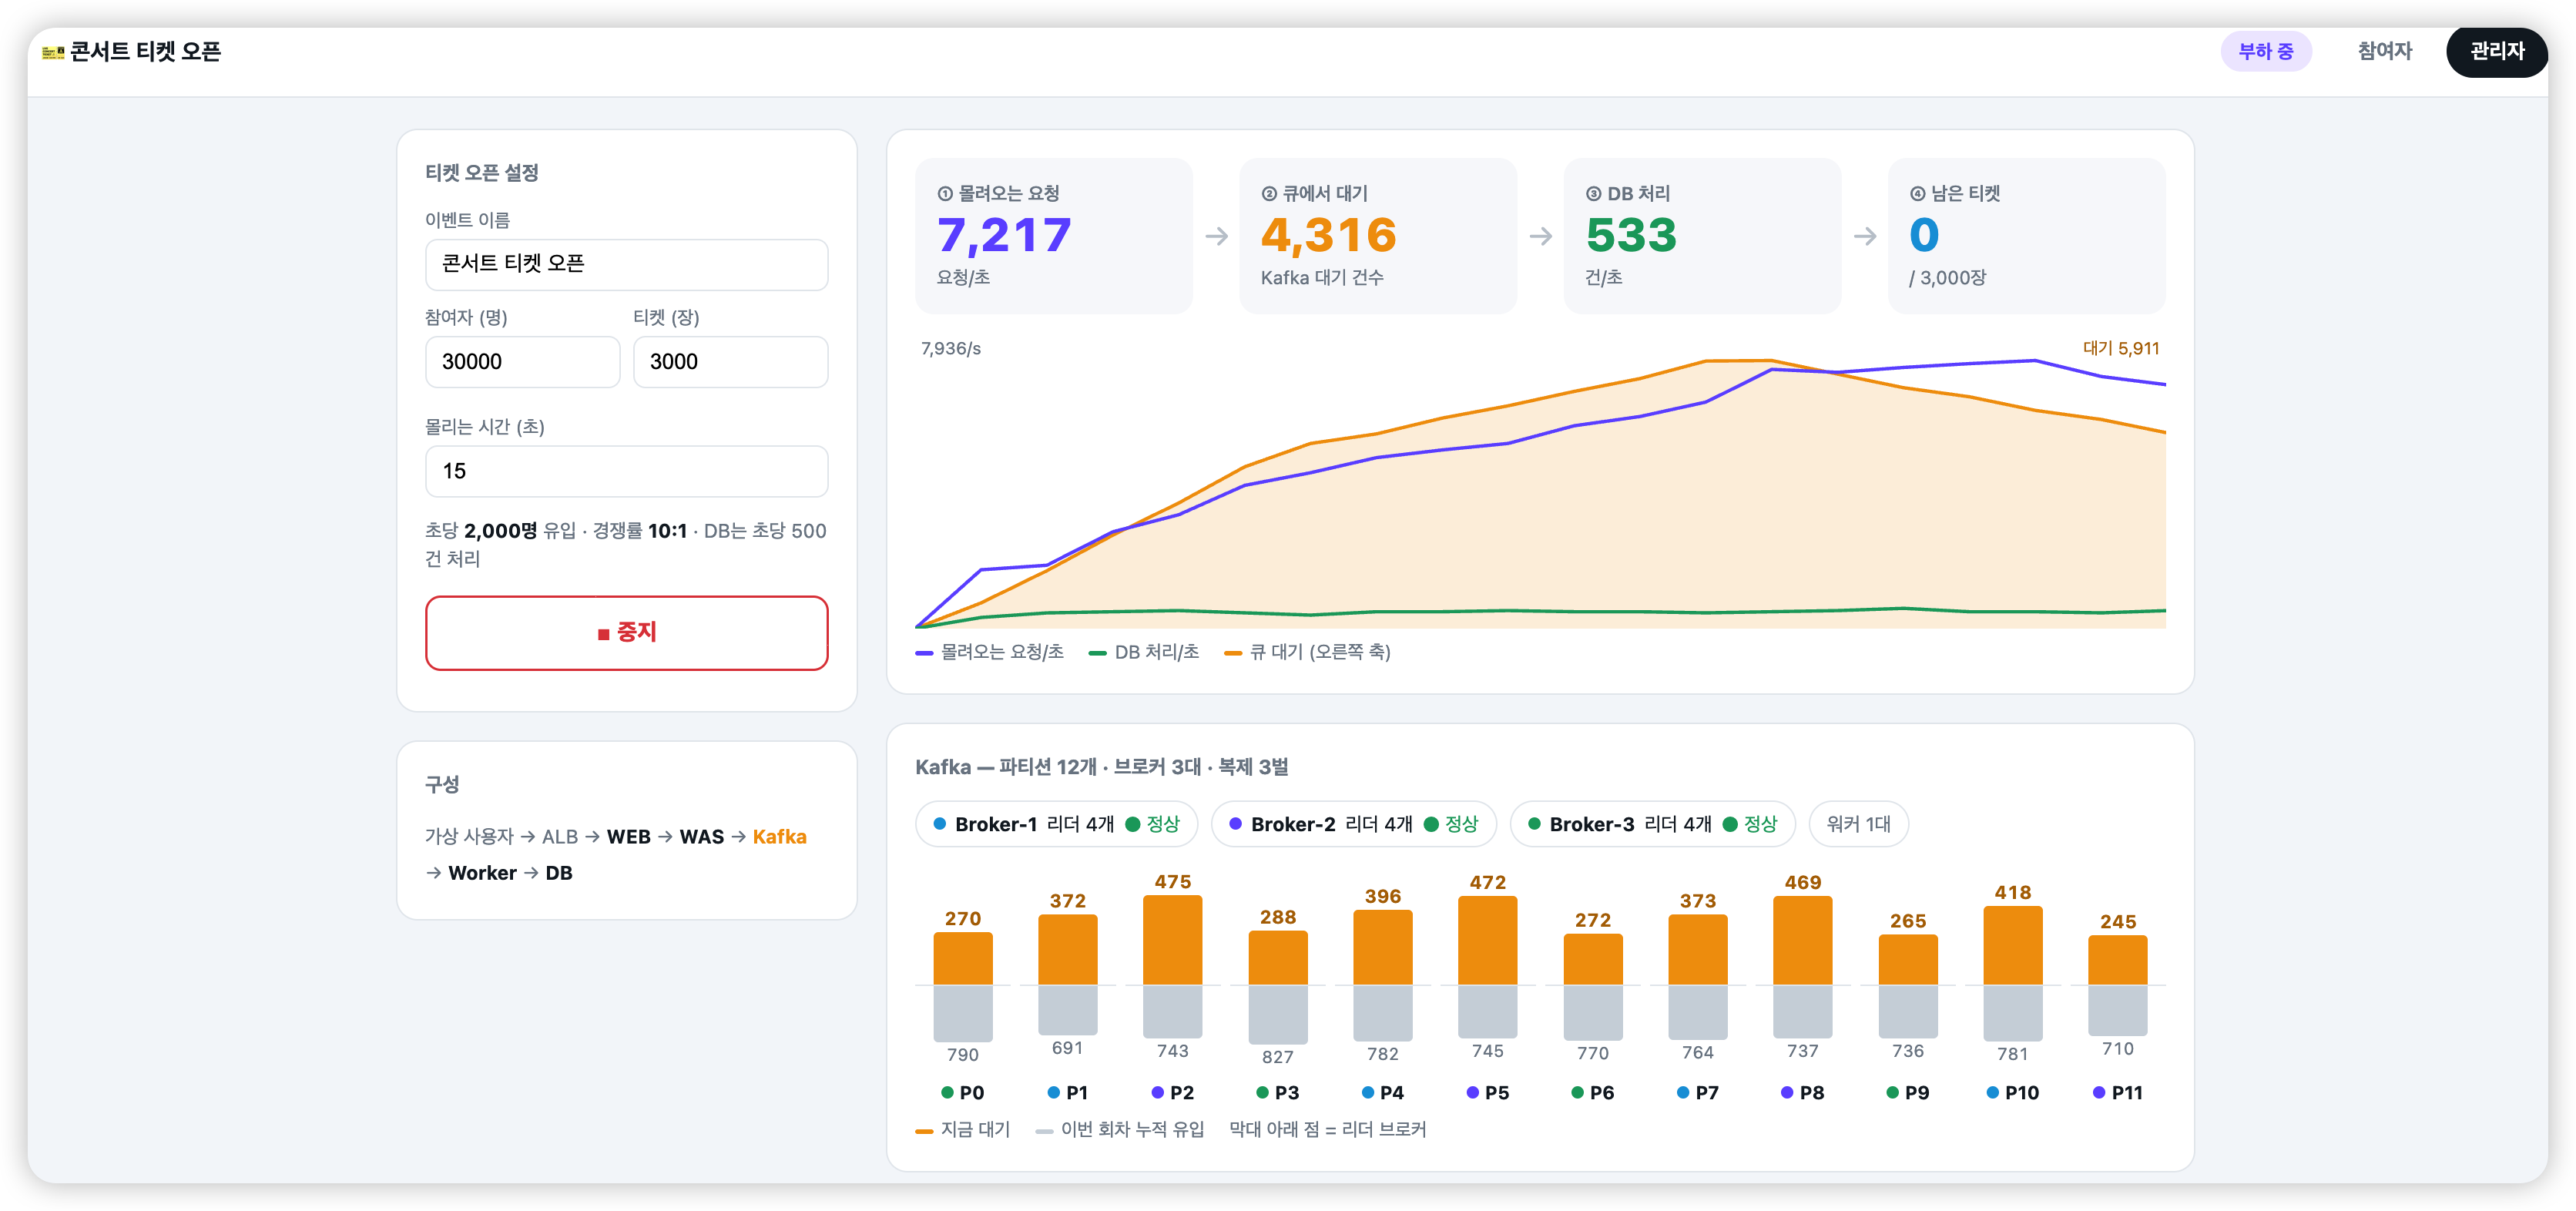 콘서트 티켓 오픈
부하 중
참여자
관리자
티켓 오픈 설정
이벤트 이름
콘서트 티켓 오픈
참여자 (명)
티켓 (장)
30000
3000
몰리는 시간 (초)
15
초당 2,000명 유입 · 경쟁률 10:1 · DB는 초당 500
건 처리
■ 중지
구성
가상 사용자 → ALB → WEB → WAS → Kafka
→ Worker → DB
① 몰려오는 요청
7,217
요청/초
→
② 큐에서 대기
4,316
Kafka 대기 건수
→
③ DB 처리
533
건/초
→
④ 남은 티켓
0
/ 3,000장
7,936/s
대기 5,911
몰려오는 요청/초
DB 처리/초
큐 대기 (오른쪽 축)
Kafka — 파티션 12개 · 브로커 3대 · 복제 3벌
Broker-1 리더 4개 정상
Broker-2 리더 4개 정상
Broker-3 리더 4개 정상
워커 1대
270 372 475 288 396 472 272 373 469 265 418 245
790 691 743 827 782 745 770 764 737 736 781 710
P0 P1 P2 P3 P4 P5 P6 P7 P8 P9 P10 P11
지금 대기
이번 회차 누적 유입
막대 아래 점 = 리더 브로커